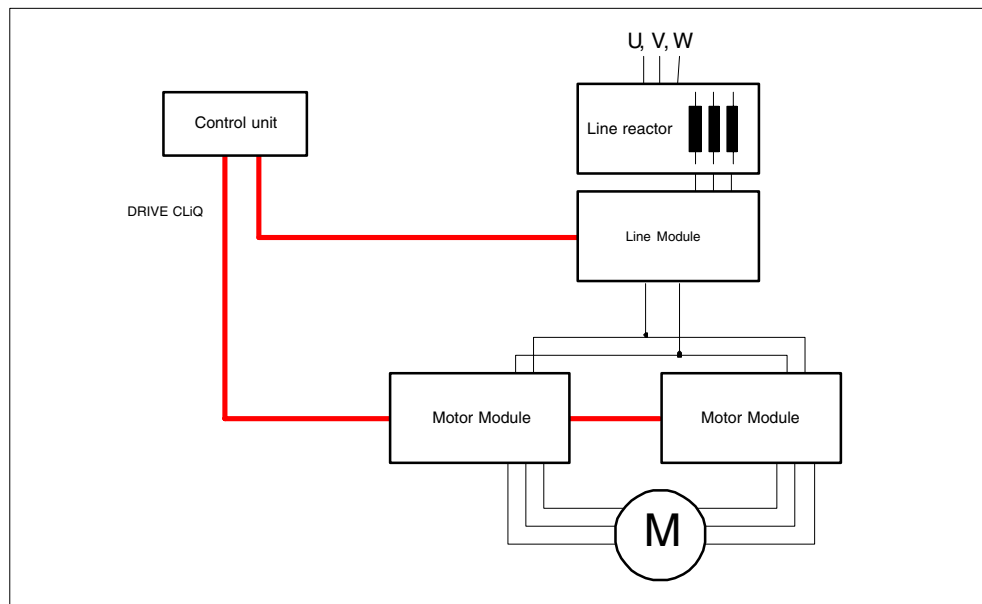 U, V, W
Control unit
Line reactor
DRIVE CLiQ
Line Module
Motor Module
Motor Module
M